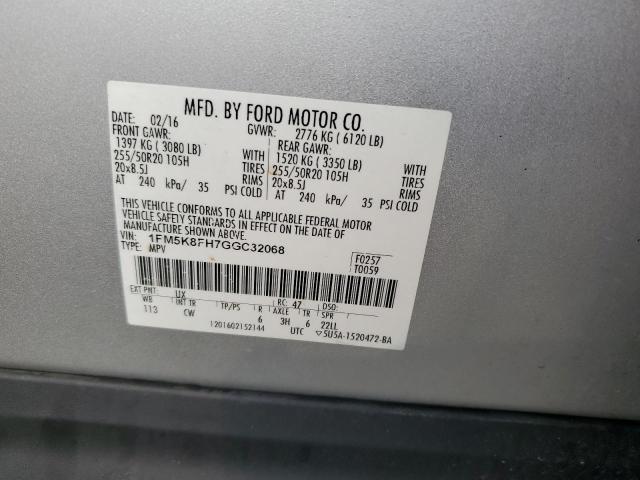 MFD. BY FORD MOTOR CO.
DATE: 02/16 GVWR: 2776 KG ( 6120 LB)
FRONT GAWR: REAR GAWR:
1397 KG ( 3080 LB) WITH 1520 KG ( 3350 LB) WITH
255/50R20 105H TIRES 255/50R20 105H TIRES
20x8.5J RIMS 20x8.5J RIMS
AT 240 kPa/ 35 PSI COLD AT 240 kPa/ 35 PSI COLD
THIS VEHICLE CONFORMS TO ALL APPLICABLE FEDERAL MOTOR
VEHICLE SAFETY STANDARDS IN EFFECT ON THE DATE OF
MANUFACTURE SHOWN ABOVE.
VIN: 1FM5K8FH7GGC32068 F0257
TYPE: MPV T0059
EXT PNT: UX RC: 47 DSO:
WB INT TR TP/PS R AXLE TR SPR
113 CW 6 3H 6 22LL
1201602152144 UTC ▽5U5A-1520472-BA